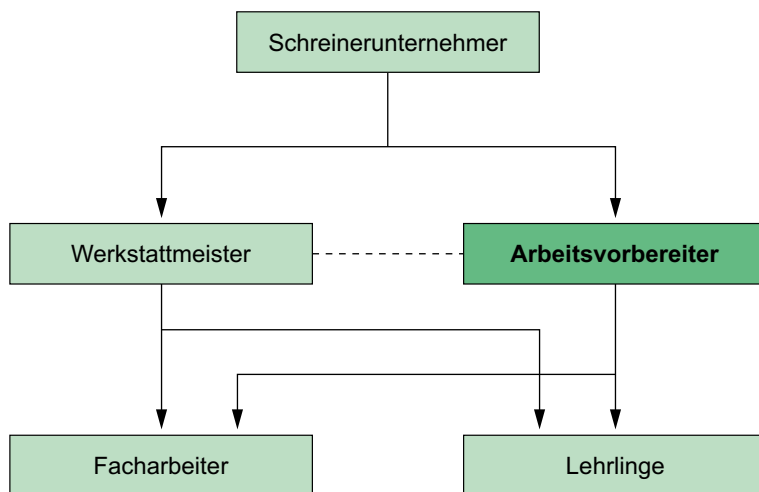 Schreinerunternehmer
Werkstattmeister
Arbeitsvorbereiter
Facharbeiter
Lehrlinge